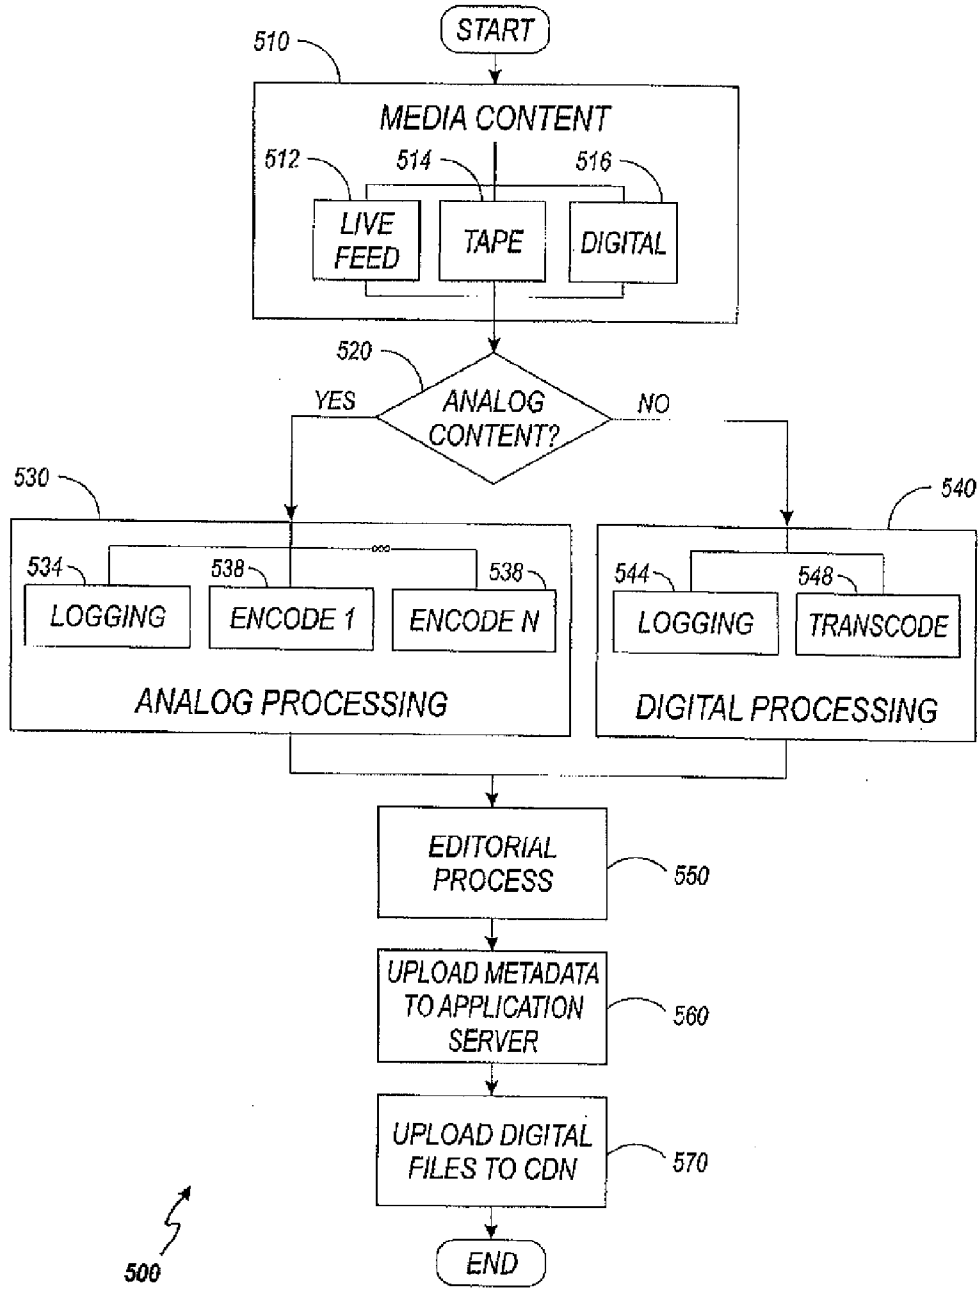 START
510
MEDIA CONTENT
512
514
516
LIVE
FEED
TAPE
DIGITAL
520
ANALOG
CONTENT?
YES
NO
530
540
534
538
538
544
548
LOGGING
ENCODE 1
ENCODE N
LOGGING
TRANSCODE
ANALOG PROCESSING
DIGITAL PROCESSING
EDITORIAL
PROCESS
550
UPLOAD METADATA
TO APPLICATION
SERVER
560
UPLOAD DIGITAL
FILES TO CDN
570
END
500